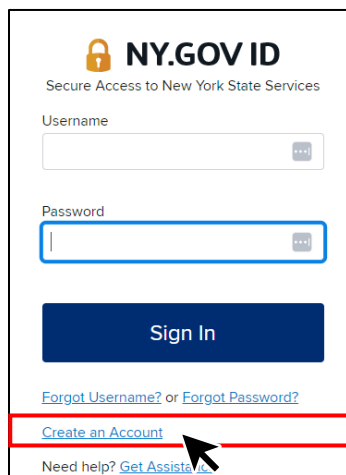 NY.GOV ID
Secure Access to New York State Services
Username
Password
Sign In
Forgot Username? or Forgot Password?
Create an Account
Need help? Get